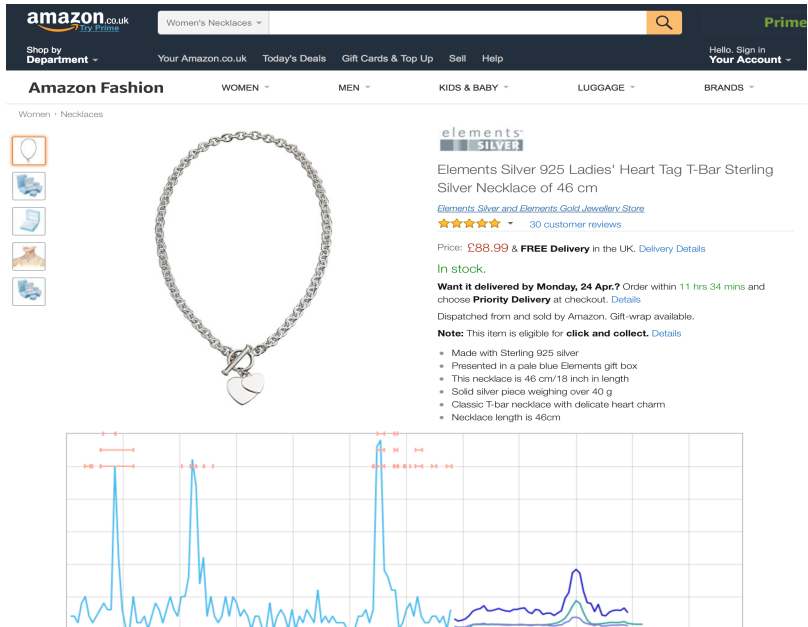 amazon.co.uk
Try Prime
Women's Necklaces
Prime
Shop by
Department
Your Amazon.co.uk Today's Deals Gift Cards & Top Up Sell Help
Hello. Sign in
Your Account
Amazon Fashion WOMEN MEN KIDS & BABY LUGGAGE BRANDS
Women › Necklaces
elements
SILVER
Elements Silver 925 Ladies' Heart Tag T-Bar Sterling
Silver Necklace of 46 cm
Elements Silver and Elements Gold Jewellery Store
30 customer reviews
Price: £88.99 & FREE Delivery in the UK. Delivery Details
In stock.
Want it delivered by Monday, 24 Apr.? Order within 11 hrs 34 mins and
choose Priority Delivery at checkout. Details
Dispatched from and sold by Amazon. Gift-wrap available.
Note: This item is eligible for click and collect. Details
Made with Sterling 925 silver
Presented in a pale blue Elements gift box
This necklace is 46 cm/18 inch in length
Solid silver piece weighing over 40 g
Classic T-bar necklace with delicate heart charm
Necklace length is 46cm